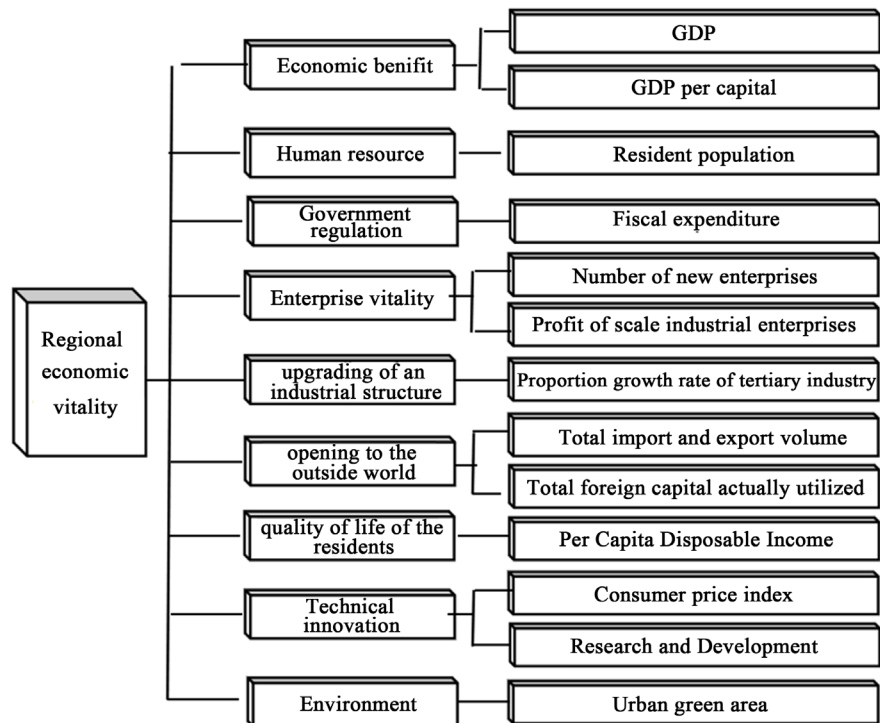 Regional
economic
vitality
Economic benifit
GDP
GDP per capital
Human resource
Resident population
Government
regulation
Fiscal expenditure
Enterprise vitality
Number of new enterprises
Profit of scale industrial enterprises
upgrading of an
industrial structure
Proportion growth rate of tertiary industry
opening to the
outside world
Total import and export volume
Total foreign capital actually utilized
quality of life of the
residents
Per Capita Disposable Income
Technical
innovation
Consumer price index
Research and Development
Environment
Urban green area